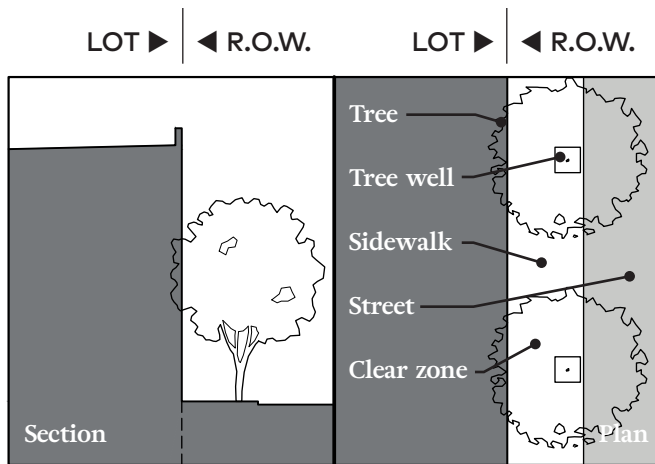 LOT ▶ ◀ R.O.W.
LOT ▶ ◀ R.O.W.
Tree
Tree well
Sidewalk
Street
Clear zone
Section
Plan